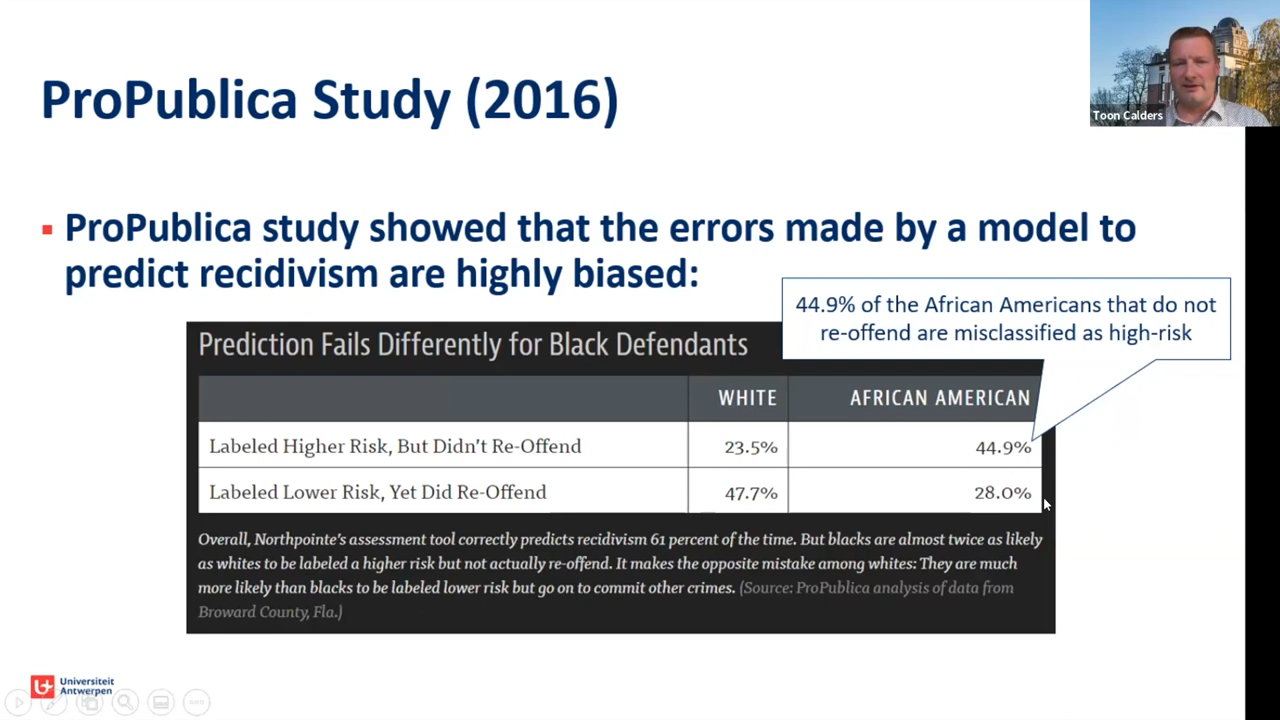 Toon Calders
ProPublica Study (2016)
▪ ProPublica study showed that the errors made by a model to
predict recidivism are highly biased:
44.9% of the African Americans that do not
re-offend are misclassified as high-risk
Prediction Fails Differently for Black Defendants
WHITE AFRICAN AMERICAN
Labeled Higher Risk, But Didn't Re-Offend 23.5% 44.9%
Labeled Lower Risk, Yet Did Re-Offend 47.7% 28.0%
Overall, Northpointe's assessment tool correctly predicts recidivism 61 percent of the time. But blacks are almost twice as likely
as whites to be labeled a higher risk but not actually re-offend. It makes the opposite mistake among whites: They are much
more likely than blacks to be labeled lower risk but go on to commit other crimes. (Source: ProPublica analysis of data from
Broward County, Fla.)
Universiteit
Antwerpen